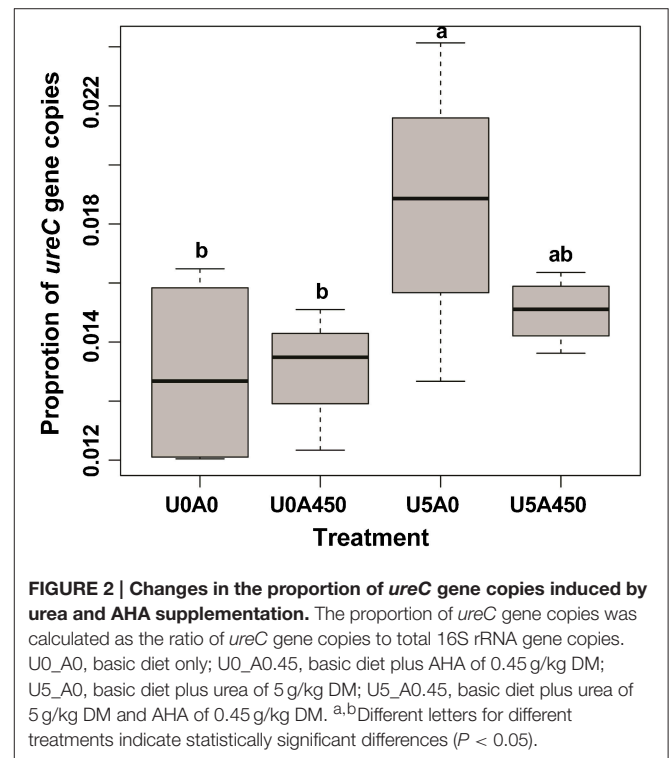 a
0.022
0.018
0.014
0.012
Proprotion of ureC gene copies
b
b
ab
U0A0 U0A450 U5A0 U5A450
Treatment
FIGURE 2 | Changes in the proportion of ureC gene copies induced by
urea and AHA supplementation. The proportion of ureC gene copies was
calculated as the ratio of ureC gene copies to total 16S rRNA gene copies.
U0_A0, basic diet only; U0_A0.45, basic diet plus AHA of 0.45 g/kg DM;
U5_A0, basic diet plus urea of 5 g/kg DM; U5_A0.45, basic diet plus urea of
5 g/kg DM and AHA of 0.45 g/kg DM. a,bDifferent letters for different
treatments indicate statistically significant differences (P < 0.05).